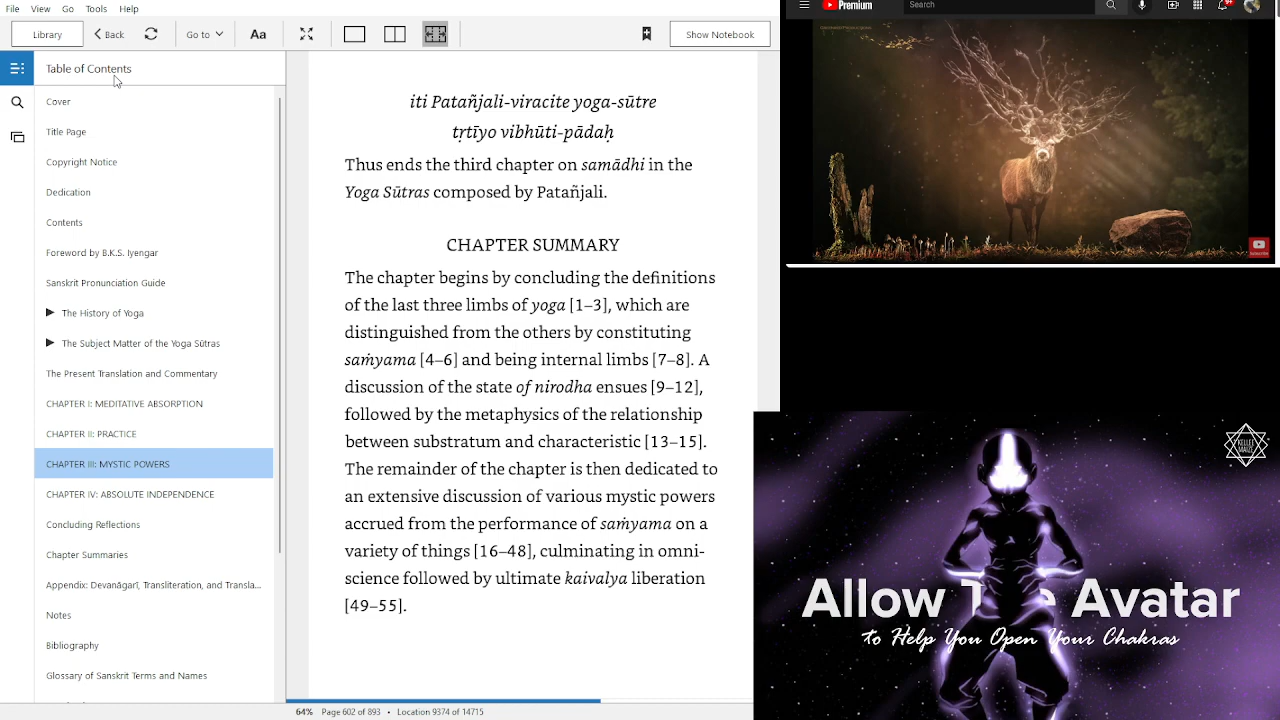 File View Go Tools Help
Library
Back
Go to
Aa
Show Notebook
Table of Contents
Cover
Title Page
Copyright Notice
Dedication
Contents
Foreword by B.K.S. Iyengar
Sanskrit Pronunciation Guide
The History of Yoga
The Subject Matter of the Yoga Sūtras
The Present Translation and Commentary
CHAPTER I: MEDITATIVE ABSORPTION
CHAPTER II: PRACTICE
CHAPTER III: MYSTIC POWERS
CHAPTER IV: ABSOLUTE INDEPENDENCE
Concluding Reflections
Chapter Summaries
Appendix: Devanāgarī, Transliteration, and Transla...
Notes
Bibliography
Glossary of Sanskrit Terms and Names
iti Patañjali-viracite yoga-sūtre
tṛtīyo vibhūti-pādaḥ
Thus ends the third chapter on samādhi in the
Yoga Sūtras composed by Patañjali.
CHAPTER SUMMARY
The chapter begins by concluding the definitions
of the last three limbs of yoga [1–3], which are
distinguished from the others by constituting
saṁyama [4–6] and being internal limbs [7–8]. A
discussion of the state of nirodha ensues [9–12],
followed by the metaphysics of the relationship
between substratum and characteristic [13–15].
The remainder of the chapter is then dedicated to
an extensive discussion of various mystic powers
accrued from the performance of saṁyama on a
variety of things [16–48], culminating in omni-
science followed by ultimate kaivalya liberation
[49–55].
64% Page 602 of 893 • Location 9374 of 14715
Premium
Search
9+
Subscribe
Allow T e Avatar
to Help You Open Your Chakras